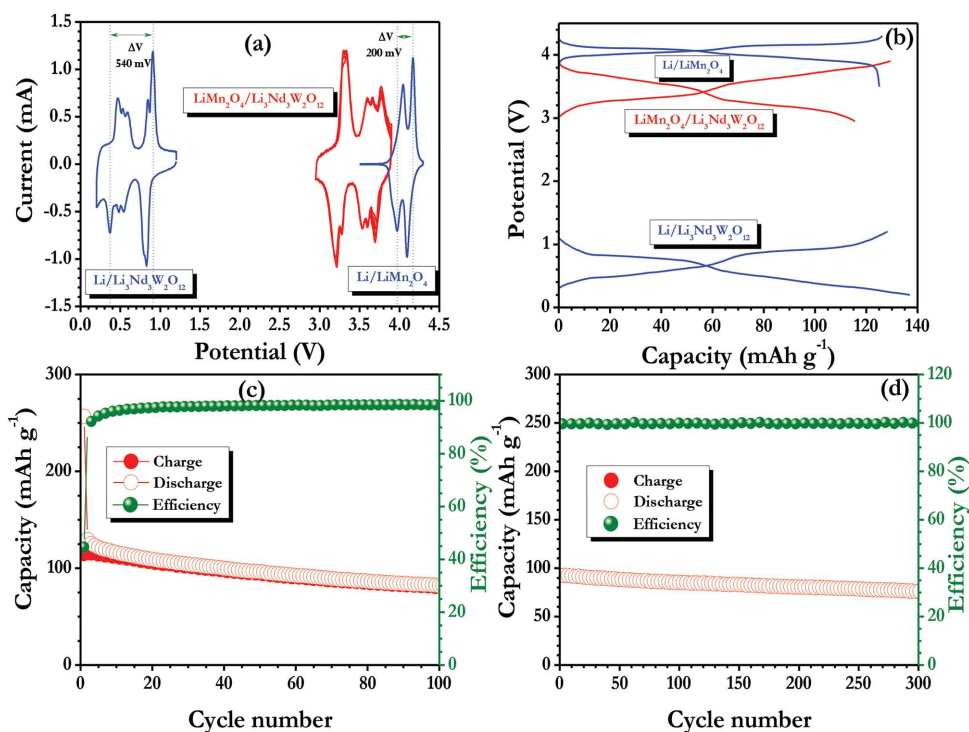 (a)
ΔV
540 mV
ΔV
200 mV
LiMn₂O₄/Li₃Nd₃W₂O₁₂
Li/Li₃Nd₃W₂O₁₂
Li/LiMn₂O₄
Current (mA)
1.5
1.0
0.5
0.0
-0.5
-1.0
-1.5
0.0 0.5 1.0 1.5 2.0 2.5 3.0 3.5 4.0 4.5
Potential (V)
(b)
Li/LiMn₂O₄
LiMn₂O₄/Li₃Nd₃W₂O₁₂
Li/Li₃Nd₃W₂O₁₂
Potential (V)
4
2
0
0 20 40 60 80 100 120 140
Capacity (mAh g⁻¹)
(c)
Charge
Discharge
Efficiency
Capacity (mAh g⁻¹)
300
250
200
150
100
50
0
Efficiency (%)
100
80
60
40
20
0
0 20 40 60 80 100
Cycle number
(d)
Charge
Discharge
Efficiency
Capacity (mAh g⁻¹)
300
250
200
150
100
50
0
Efficiency (%)
120
100
80
60
40
20
0
0 50 100 150 200 250 300
Cycle number